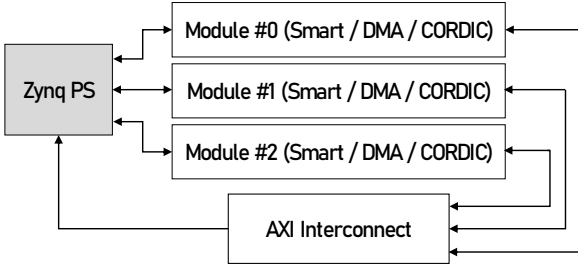 Module #0 (Smart / DMA / CORDIC)
Zynq PS
Module #1 (Smart / DMA / CORDIC)
Module #2 (Smart / DMA / CORDIC)
AXI Interconnect